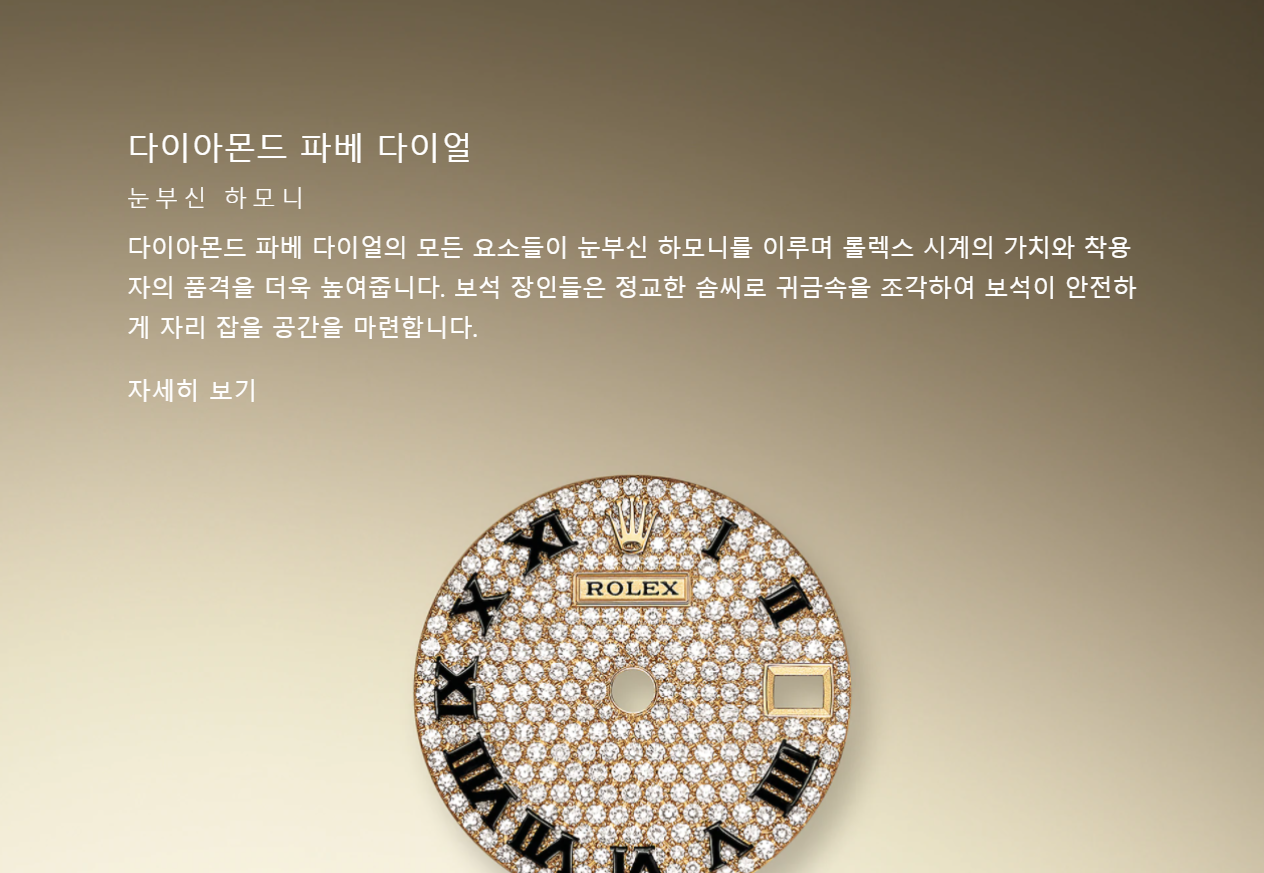 다이아몬드 파베 다이얼
눈부신 하모니
다이아몬드 파베 다이얼의 모든 요소들이 눈부신 하모니를 이루며 롤렉스 시계의 가치와 착용
자의 품격을 더욱 높여줍니다. 보석 장인들은 정교한 솜씨로 귀금속을 조각하여 보석이 안전하
게 자리 잡을 공간을 마련합니다.
자세히 보기
XI
I
ROLEX
X
II
IX
VIII
IIII
VII
V
VI